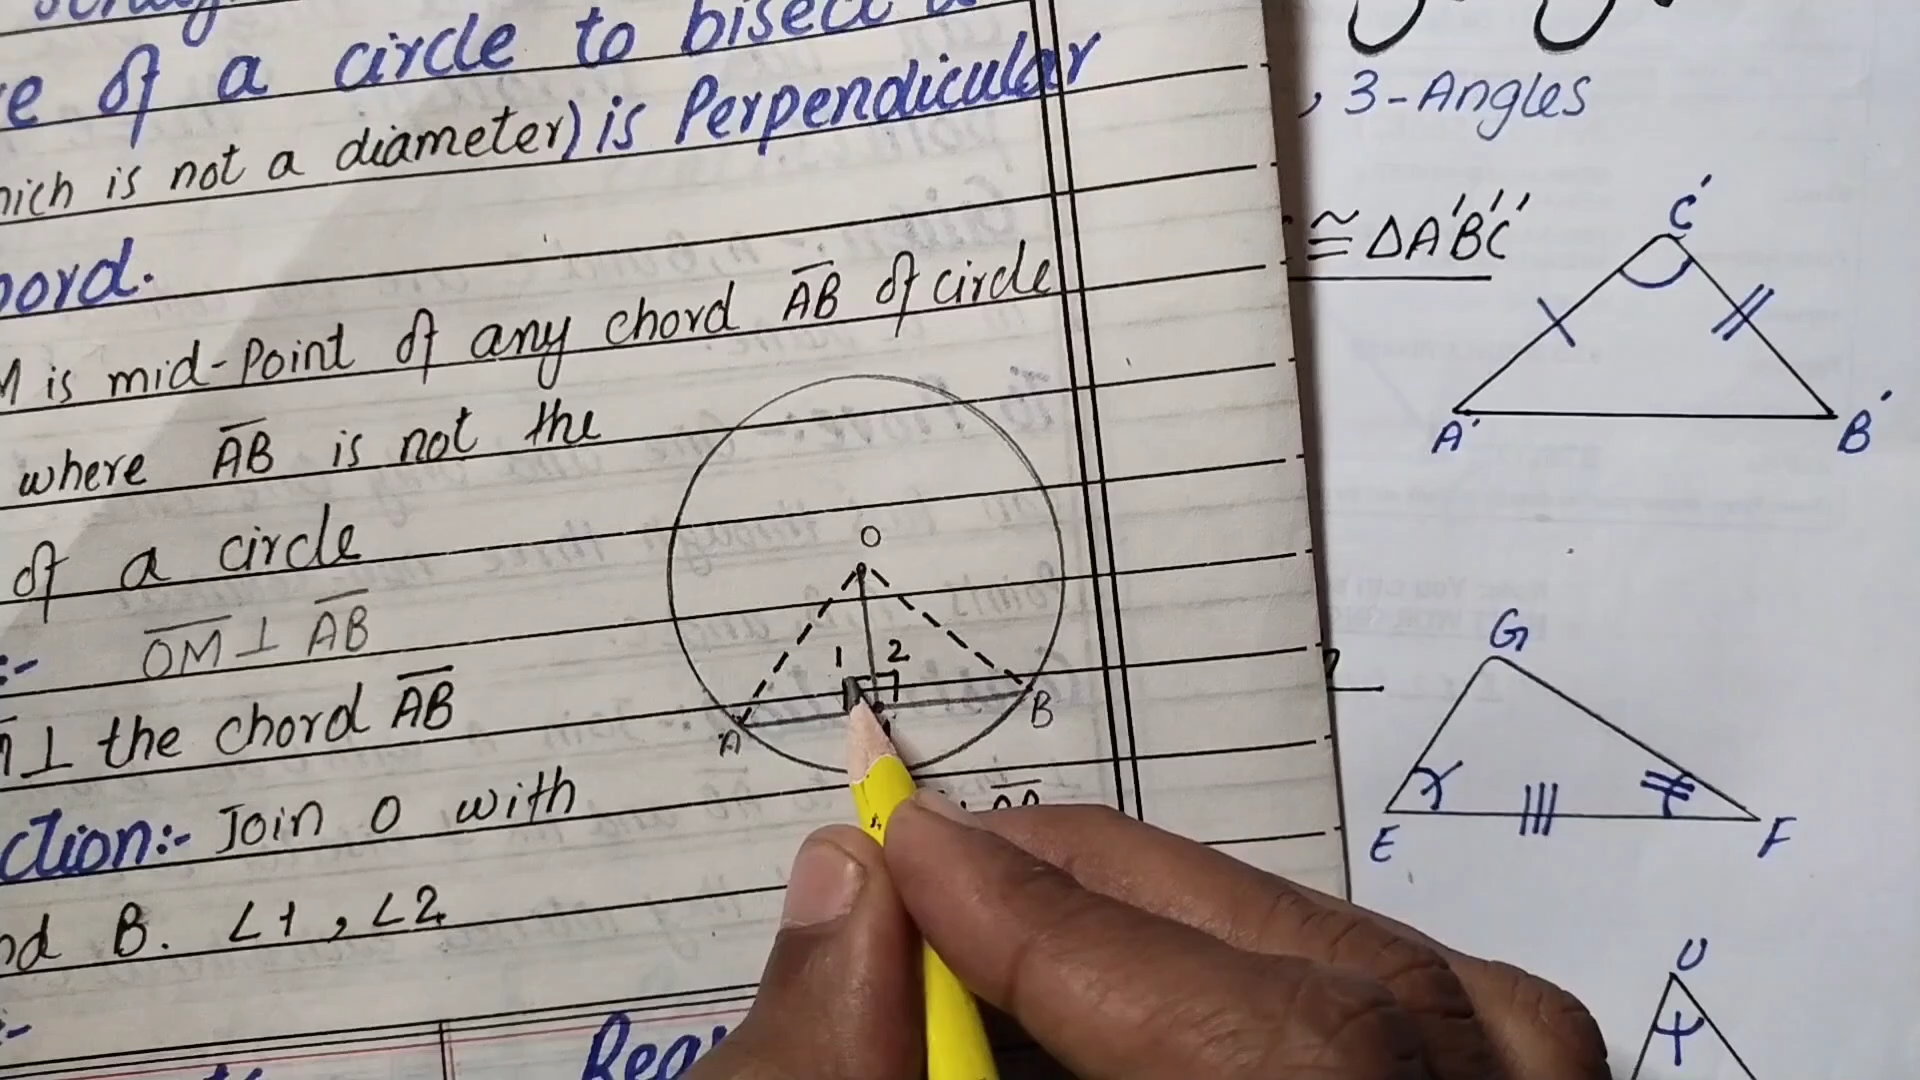 of a circle to bisect
which is not a diameter) is Perpendicular
M is mid-Point of any chord AB of circle
where AB is not the
of a circle
:- OM ⊥ AB
⊥ the chord AB
ction:- Join O with
nd B. ∠1, ∠2
:-
O
1 2
A B
, 3-Angles
≅ ΔA'B'C'
C'
A' B'
G
E F
U